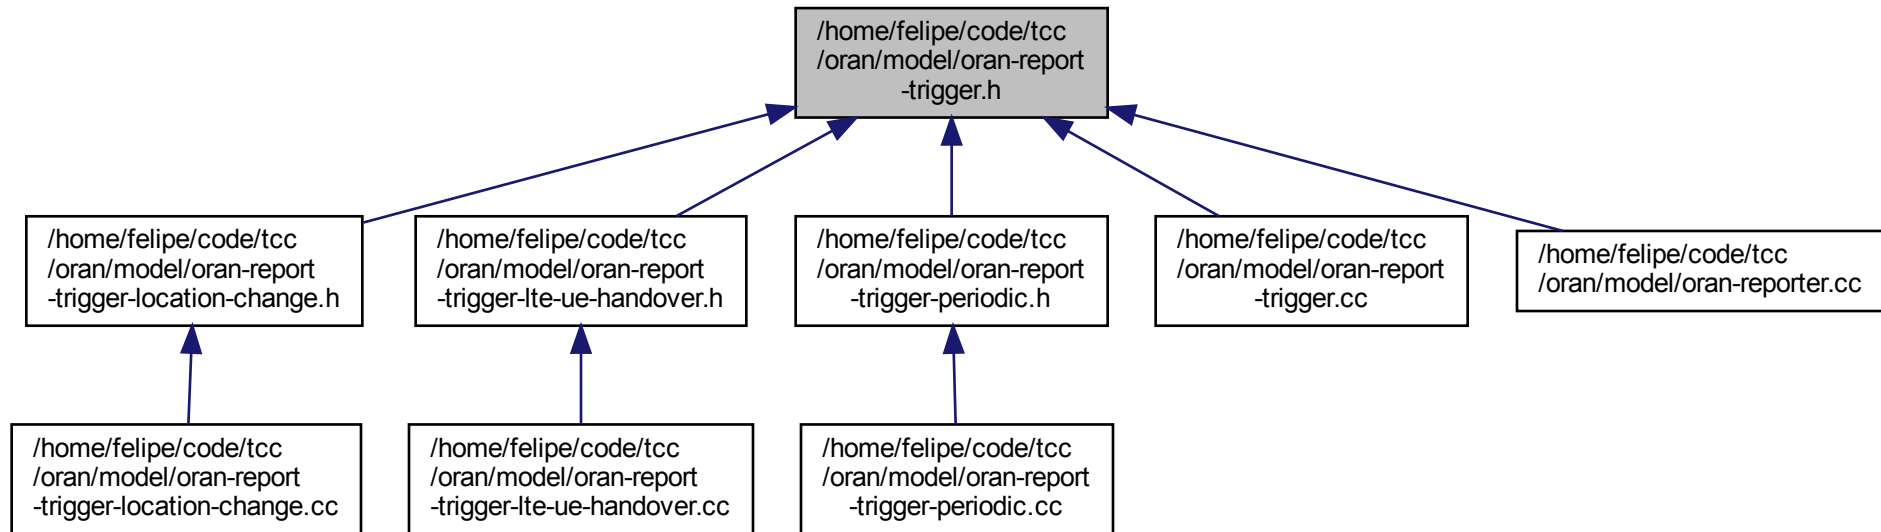 /home/felipe/code/tcc
/oran/model/oran-report
-trigger.h
/home/felipe/code/tcc
/oran/model/oran-report
-trigger-location-change.h
/home/felipe/code/tcc
/oran/model/oran-report
-trigger-lte-ue-handover.h
/home/felipe/code/tcc
/oran/model/oran-report
-trigger-periodic.h
/home/felipe/code/tcc
/oran/model/oran-report
-trigger.cc
/home/felipe/code/tcc
/oran/model/oran-reporter.cc
/home/felipe/code/tcc
/oran/model/oran-report
-trigger-location-change.cc
/home/felipe/code/tcc
/oran/model/oran-report
-trigger-lte-ue-handover.cc
/home/felipe/code/tcc
/oran/model/oran-report
-trigger-periodic.cc